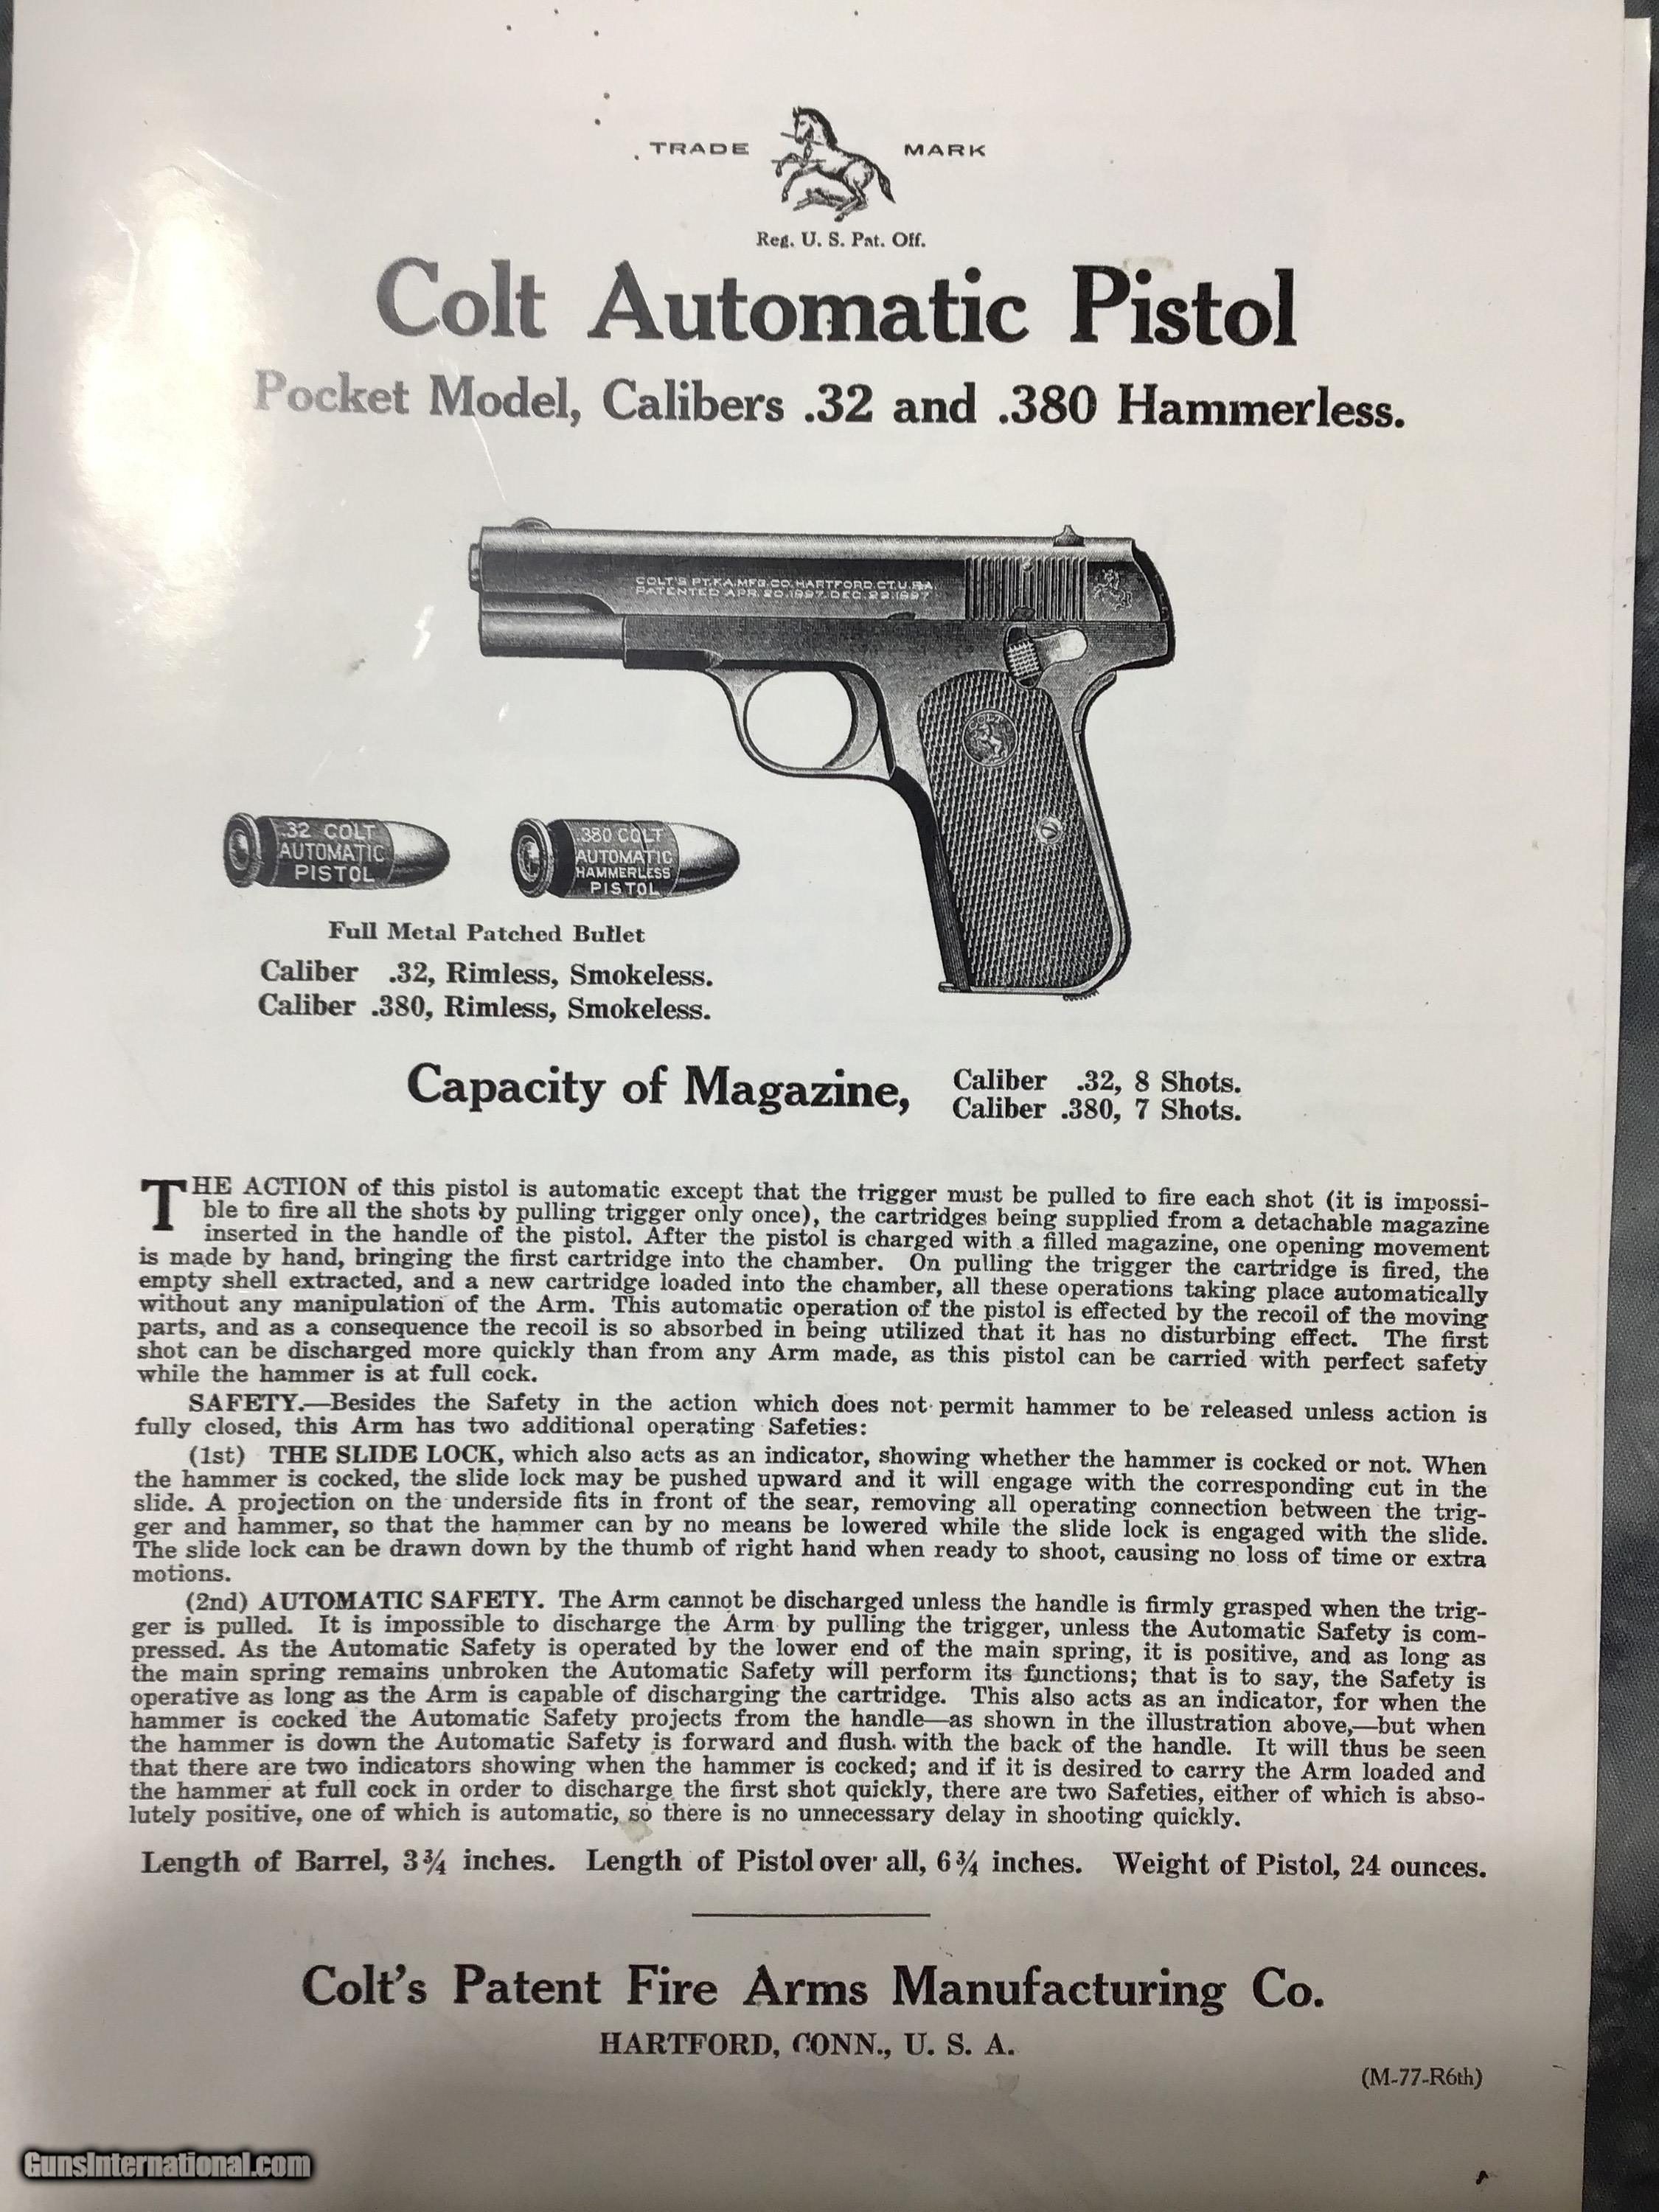 TRADE MARK
Reg. U. S. Pat. Off.
Colt Automatic Pistol
Pocket Model, Calibers .32 and .380 Hammerless.
COLT'S PT.F.A.MFG.CO.HARTFORD.CT.U.S.A.
PATENTED APR. 20.1897. DEC. 22.1897
COLT
.32 COLT
AUTOMATIC
PISTOL
.380 COLT
AUTOMATIC
HAMMERLESS
PISTOL
Full Metal Patched Bullet
Caliber .32, Rimless, Smokeless.
Caliber .380, Rimless, Smokeless.
Capacity of Magazine, Caliber .32, 8 Shots.
Caliber .380, 7 Shots.
THE ACTION of this pistol is automatic except that the trigger must be pulled to fire each shot (it is impossi-
ble to fire all the shots by pulling trigger only once), the cartridges being supplied from a detachable magazine
inserted in the handle of the pistol. After the pistol is charged with a filled magazine, one opening movement
is made by hand, bringing the first cartridge into the chamber. On pulling the trigger the cartridge is fired, the
empty shell extracted, and a new cartridge loaded into the chamber, all these operations taking place automatically
without any manipulation of the Arm. This automatic operation of the pistol is effected by the recoil of the moving
parts, and as a consequence the recoil is so absorbed in being utilized that it has no disturbing effect. The first
shot can be discharged more quickly than from any Arm made, as this pistol can be carried with perfect safety
while the hammer is at full cock.
SAFETY.—Besides the Safety in the action which does not permit hammer to be released unless action is
fully closed, this Arm has two additional operating Safeties:
(1st) THE SLIDE LOCK, which also acts as an indicator, showing whether the hammer is cocked or not. When
the hammer is cocked, the slide lock may be pushed upward and it will engage with the corresponding cut in the
slide. A projection on the underside fits in front of the sear, removing all operating connection between the trig-
ger and hammer, so that the hammer can by no means be lowered while the slide lock is engaged with the slide.
The slide lock can be drawn down by the thumb of right hand when ready to shoot, causing no loss of time or extra
motions.
(2nd) AUTOMATIC SAFETY. The Arm cannot be discharged unless the handle is firmly grasped when the trig-
ger is pulled. It is impossible to discharge the Arm by pulling the trigger, unless the Automatic Safety is com-
pressed. As the Automatic Safety is operated by the lower end of the main spring, it is positive, and as long as
the main spring remains unbroken the Automatic Safety will perform its functions; that is to say, the Safety is
operative as long as the Arm is capable of discharging the cartridge. This also acts as an indicator, for when the
hammer is cocked the Automatic Safety projects from the handle—as shown in the illustration above,—but when
the hammer is down the Automatic Safety is forward and flush with the back of the handle. It will thus be seen
that there are two indicators showing when the hammer is cocked; and if it is desired to carry the Arm loaded and
the hammer at full cock in order to discharge the first shot quickly, there are two Safeties, either of which is abso-
lutely positive, one of which is automatic, so there is no unnecessary delay in shooting quickly.
Length of Barrel, 3¾ inches. Length of Pistol over all, 6¾ inches. Weight of Pistol, 24 ounces.
Colt's Patent Fire Arms Manufacturing Co.
HARTFORD, CONN., U. S. A.
(M-77-R6th)
GunsInternational.com